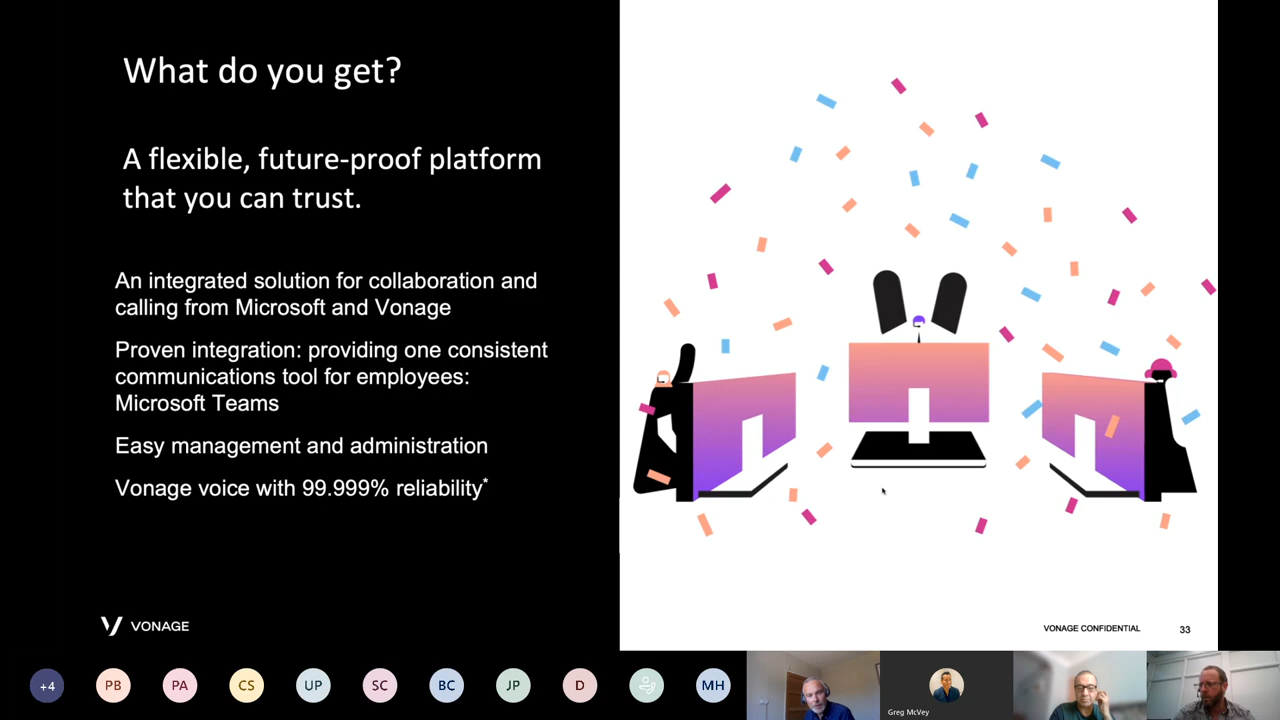 What do you get?
A flexible, future-proof platform
that you can trust.
An integrated solution for collaboration and
calling from Microsoft and Vonage
Proven integration: providing one consistent
communications tool for employees:
Microsoft Teams
Easy management and administration
Vonage voice with 99.999% reliability*
VONAGE
VONAGE CONFIDENTIAL
33
+4
PB
PA
CS
UP
SC
BC
JP
D
MH
Greg McVey